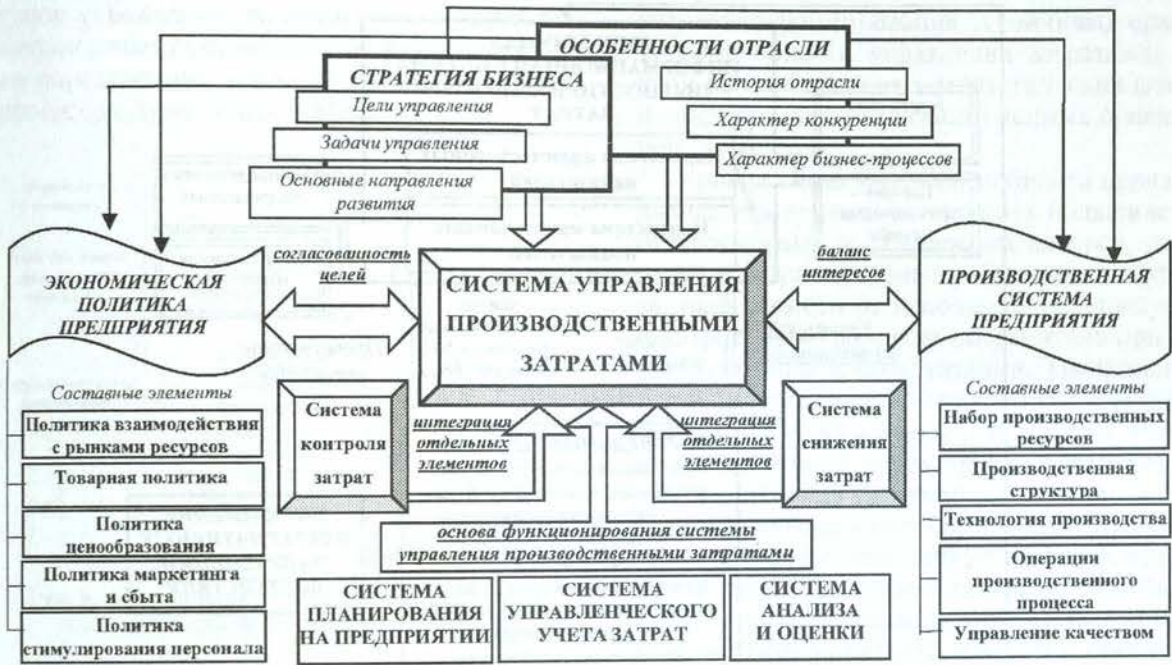 ОСОБЕННОСТИ ОТРАСЛИ
История отрасли
Характер конкуренции
Характер бизнес-процессов
СТРАТЕГИЯ БИЗНЕСА
Цели управления
Задачи управления
Основные направления
развития
ЭКОНОМИЧЕСКАЯ
ПОЛИТИКА
ПРЕДПРИЯТИЯ
согласованность
целей
СИСТЕМА УПРАВЛЕНИЯ
ПРОИЗВОДСТВЕННЫМИ
ЗАТРАТАМИ
баланс
интересов
ПРОИЗВОДСТВЕННАЯ
СИСТЕМА
ПРЕДПРИЯТИЯ
Составные элементы
Политика взаимодействия
с рынками ресурсов
Товарная политика
Политика
ценообразования
Политика маркетинга
и сбыта
Политика
стимулирования персонала
Система
контроля
затрат
интеграция
отдельных
элементов
интеграция
отдельных
элементов
Система
снижения
затрат
Составные элементы
Набор производственных
ресурсов
Производственная
структура
Технология производства
Операции
производственного
процесса
Управление качеством
основа функционирования системы
управления производственными затратами
СИСТЕМА
ПЛАНИРОВАНИЯ
НА ПРЕДПРИЯТИИ
СИСТЕМА
УПРАВЛЕНЧЕСКОГО
УЧЕТА ЗАТРАТ
СИСТЕМА
АНАЛИЗА
И ОЦЕНКИ